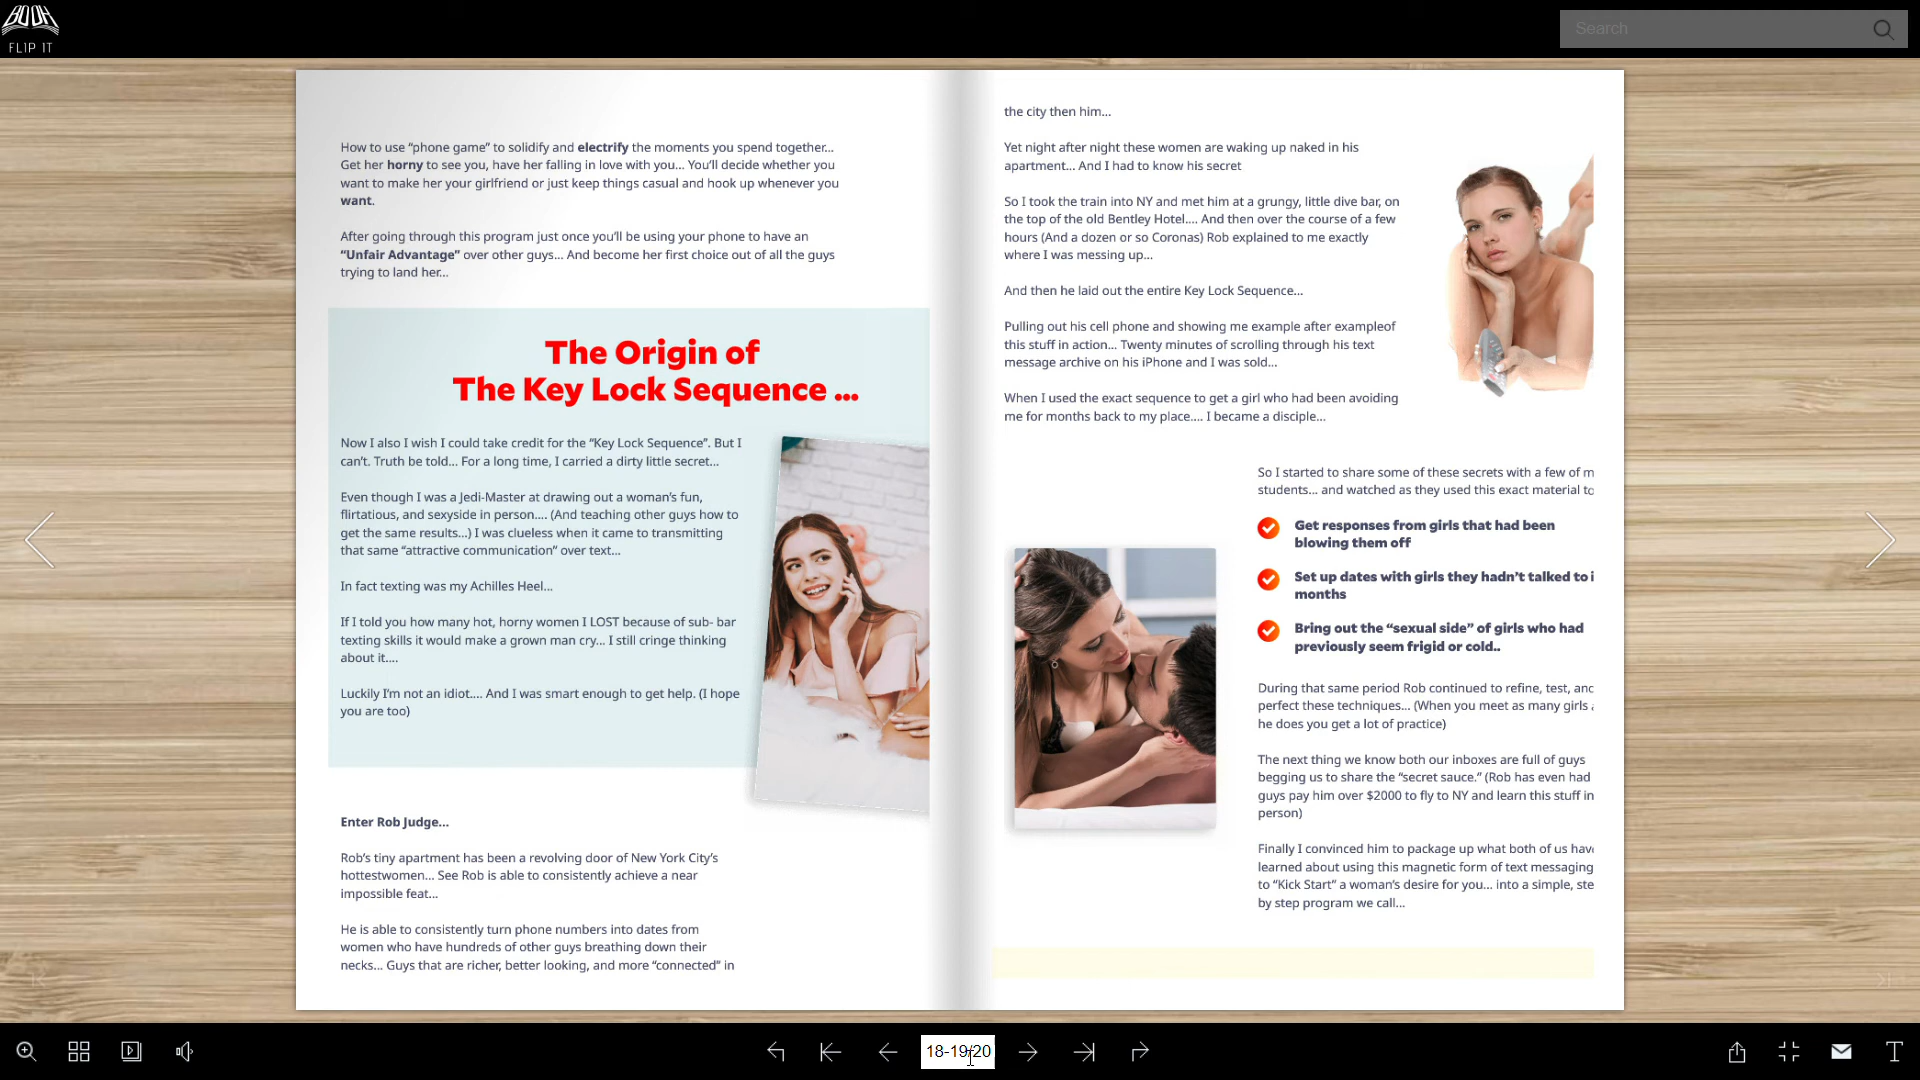 BOOK
FLIP IT
Search
How to use “phone game” to solidify and electrify the moments you spend together...
Get her horny to see you, have her falling in love with you... You’ll decide whether you
want to make her your girlfriend or just keep things casual and hook up whenever you
want.
After going through this program just once you’ll be using your phone to have an
“Unfair Advantage” over other guys... And become her first choice out of all the guys
trying to land her...
The Origin of
The Key Lock Sequence ...
Now I also I wish I could take credit for the “Key Lock Sequence”. But I
can’t. Truth be told... For a long time, I carried a dirty little secret...
Even though I was a Jedi-Master at drawing out a woman’s fun,
flirtatious, and sexyside in person.... (And teaching other guys how to
get the same results...) I was clueless when it came to transmitting
that same “attractive communication” over text...
In fact texting was my Achilles Heel...
If I told you how many hot, horny women I LOST because of sub- bar
texting skills it would make a grown man cry... I still cringe thinking
about it....
Luckily I’m not an idiot.... And I was smart enough to get help. (I hope
you are too)
Enter Rob Judge...
Rob’s tiny apartment has been a revolving door of New York City’s
hottestwomen... See Rob is able to consistently achieve a near
impossible feat...
He is able to consistently turn phone numbers into dates from
women who have hundreds of other guys breathing down their
necks... Guys that are richer, better looking, and more “connected” in
the city then him...
Yet night after night these women are waking up naked in his
apartment... And I had to know his secret
So I took the train into NY and met him at a grungy, little dive bar, on
the top of the old Bentley Hotel.... And then over the course of a few
hours (And a dozen or so Coronas) Rob explained to me exactly
where I was messing up...
And then he laid out the entire Key Lock Sequence...
Pulling out his cell phone and showing me example after exampleof
this stuff in action... Twenty minutes of scrolling through his text
message archive on his iPhone and I was sold...
When I used the exact sequence to get a girl who had been avoiding
me for months back to my place.... I became a disciple...
So I started to share some of these secrets with a few of m
students... and watched as they used this exact material to
Get responses from girls that had been
blowing them off
Set up dates with girls they hadn’t talked to i
months
Bring out the “sexual side” of girls who had
previously seem frigid or cold..
During that same period Rob continued to refine, test, and
perfect these techniques... (When you meet as many girls
he does you get a lot of practice)
The next thing we know both our inboxes are full of guys
begging us to share the “secret sauce.” (Rob has even had
guys pay him over $2000 to fly to NY and learn this stuff in
person)
Finally I convinced him to package up what both of us hav
learned about using this magnetic form of text messaging
to “Kick Start” a woman’s desire for you... into a simple, ste
by step program we call...
18-19/20